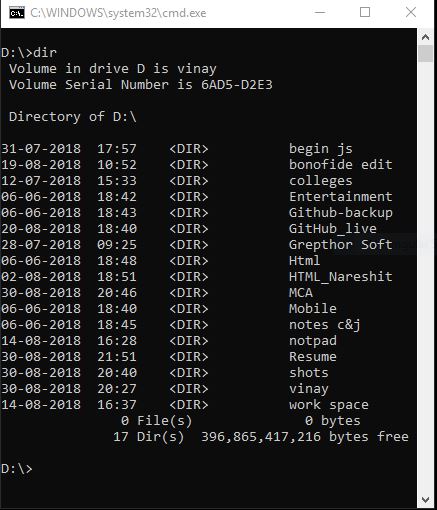 C:\WINDOWS\system32\cmd.exe
D:\>dir
Volume in drive D is vinay
Volume Serial Number is 6AD5-D2E3
Directory of D:\
31-07-2018  17:57    <DIR>          begin js
19-08-2018  10:52    <DIR>          bonofide edit
12-07-2018  15:33    <DIR>          colleges
06-06-2018  18:42    <DIR>          Entertainment
06-06-2018  18:43    <DIR>          Github-backup
20-08-2018  18:40    <DIR>          GitHub_live
28-07-2018  09:25    <DIR>          Grepthor Soft
06-06-2018  18:48    <DIR>          Html
02-08-2018  18:51    <DIR>          HTML_Nareshit
30-08-2018  20:46    <DIR>          MCA
06-06-2018  18:40    <DIR>          Mobile
06-06-2018  18:45    <DIR>          notes c&j
14-08-2018  16:28    <DIR>          notpad
30-08-2018  21:51    <DIR>          Resume
30-08-2018  20:40    <DIR>          shots
30-08-2018  20:27    <DIR>          vinay
14-08-2018  16:37    <DIR>          work space
0 File(s)              0 bytes
17 Dir(s)  396,865,417,216 bytes free
D:\>